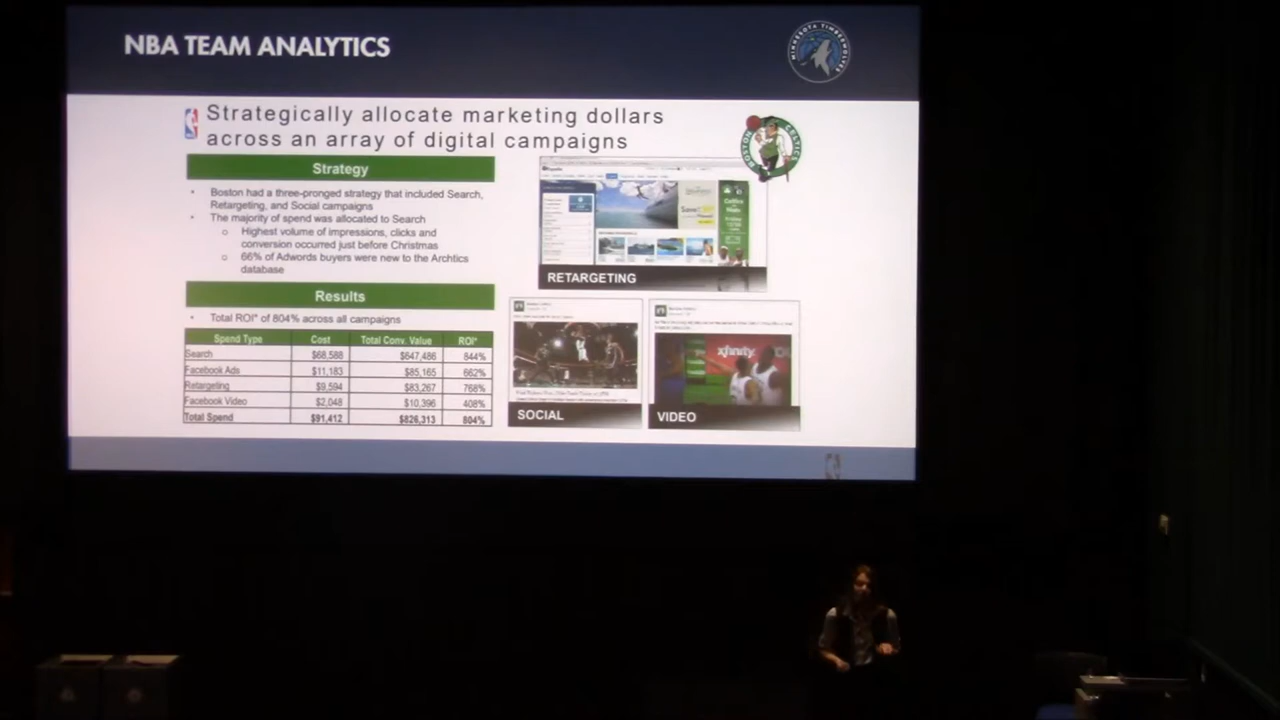 NBA TEAM ANALYTICS
MINNESOTA TIMBERWOLVES
Strategically allocate marketing dollars
across an array of digital campaigns
BOSTON CELTICS
Strategy
• Boston had a three-pronged strategy that included Search,
Retargeting, and Social campaigns
• The majority of spend was allocated to Search
o Highest volume of impressions, clicks and
conversion occurred just before Christmas
o 66% of Adwords buyers were new to the Archtics
database
RETARGETING
Results
• Total ROI* of 804% across all campaigns
Spend Type Cost Total Conv. Value ROI*
Search $68,588 $647,486 844%
Facebook Ads $11,183 $85,165 662%
Retargeting $9,594 $83,267 768%
Facebook Video $2,048 $10,396 408%
Total Spend $91,412 $826,313 804%
SOCIAL
xfinity
VIDEO